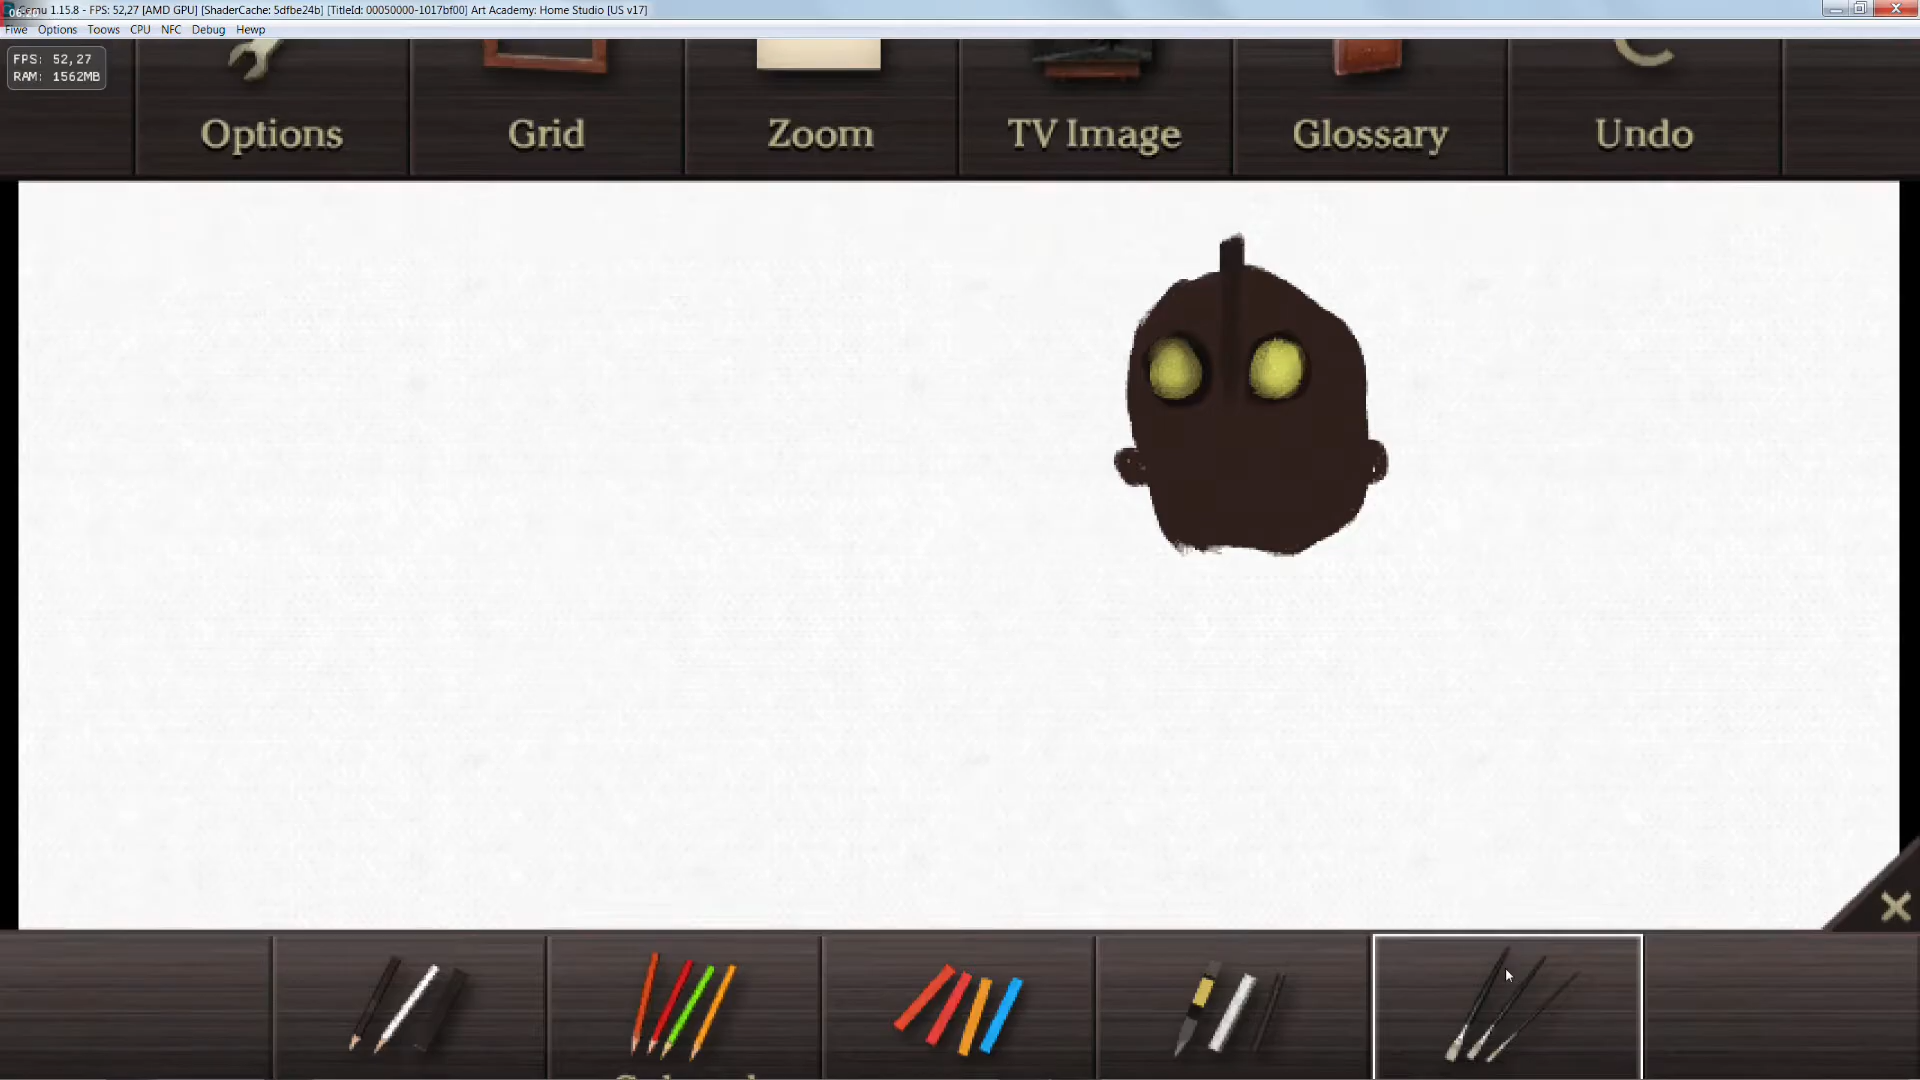 Cemu 1.15.8 - FPS: 52,27 [AMD GPU] [ShaderCache: 5dfbe24b] [TitleId: 00050000-1017bf00] Art Academy: Home Studio [US v17]
Fiwe Options Toows CPU NFC Debug Hewp
FPS: 52,27
RAM: 1562MB
Options Grid Zoom TV Image Glossary Undo